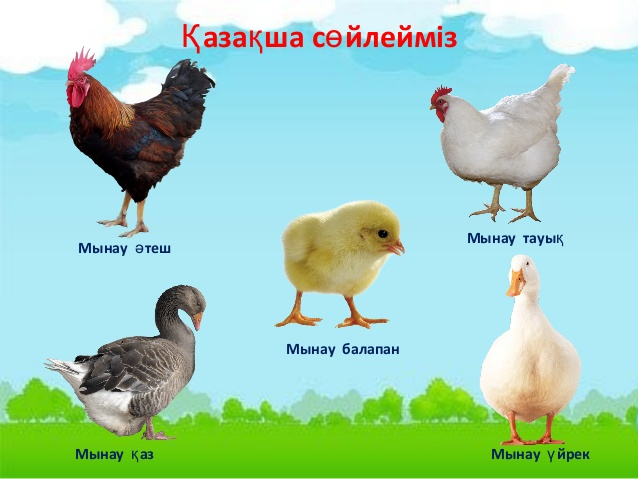 Қазақша сөйлейміз
Мынау әтеш
Мынау тауық
Мынау балапан
Мынау қаз
Мынау үйрек